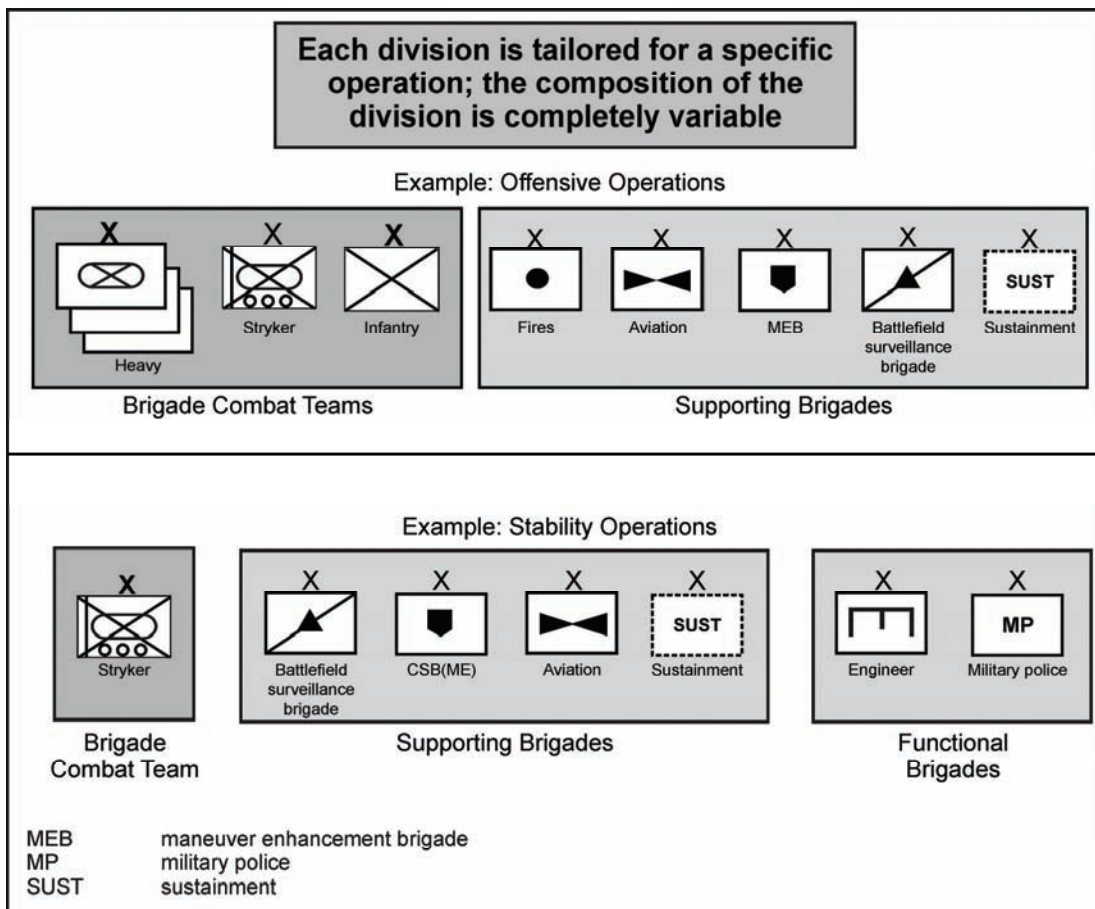 Each division is tailored for a specific
operation; the composition of the
division is completely variable
Example: Offensive Operations
X
X
X
X
X
X
X
X
SUST
Heavy
Stryker
Infantry
Fires
Aviation
MEB
Battlefield
surveillance
brigade
Sustainment
Brigade Combat Teams
Supporting Brigades
Example: Stability Operations
X
X
X
X
X
X
X
SUST
MP
Stryker
Battlefield
surveillance
brigade
CSB(ME)
Aviation
Sustainment
Engineer
Military police
Brigade
Combat Team
Supporting Brigades
Functional
Brigades
MEB maneuver enhancement brigade
MP military police
SUST sustainment